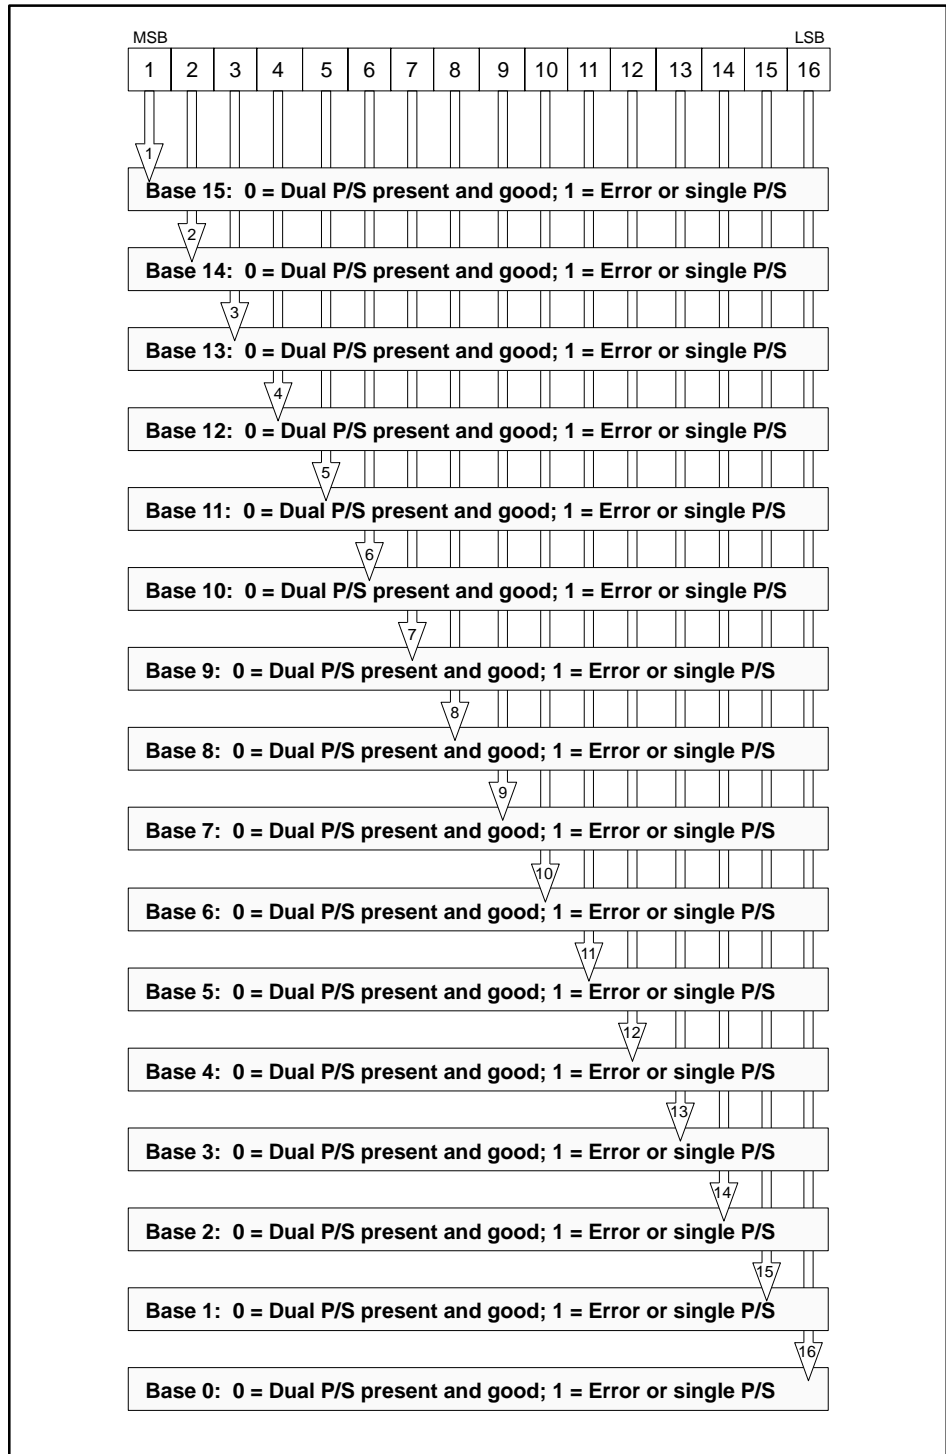 MSB LSB
1 2 3 4 5 6 7 8 9 10 11 12 13 14 15 16
1
Base 15: 0 = Dual P/S present and good; 1 = Error or single P/S
2
Base 14: 0 = Dual P/S present and good; 1 = Error or single P/S
3
Base 13: 0 = Dual P/S present and good; 1 = Error or single P/S
4
Base 12: 0 = Dual P/S present and good; 1 = Error or single P/S
5
Base 11: 0 = Dual P/S present and good; 1 = Error or single P/S
6
Base 10: 0 = Dual P/S present and good; 1 = Error or single P/S
7
Base 9: 0 = Dual P/S present and good; 1 = Error or single P/S
8
Base 8: 0 = Dual P/S present and good; 1 = Error or single P/S
9
Base 7: 0 = Dual P/S present and good; 1 = Error or single P/S
10
Base 6: 0 = Dual P/S present and good; 1 = Error or single P/S
11
Base 5: 0 = Dual P/S present and good; 1 = Error or single P/S
12
Base 4: 0 = Dual P/S present and good; 1 = Error or single P/S
13
Base 3: 0 = Dual P/S present and good; 1 = Error or single P/S
14
Base 2: 0 = Dual P/S present and good; 1 = Error or single P/S
15
Base 1: 0 = Dual P/S present and good; 1 = Error or single P/S
16
Base 0: 0 = Dual P/S present and good; 1 = Error or single P/S